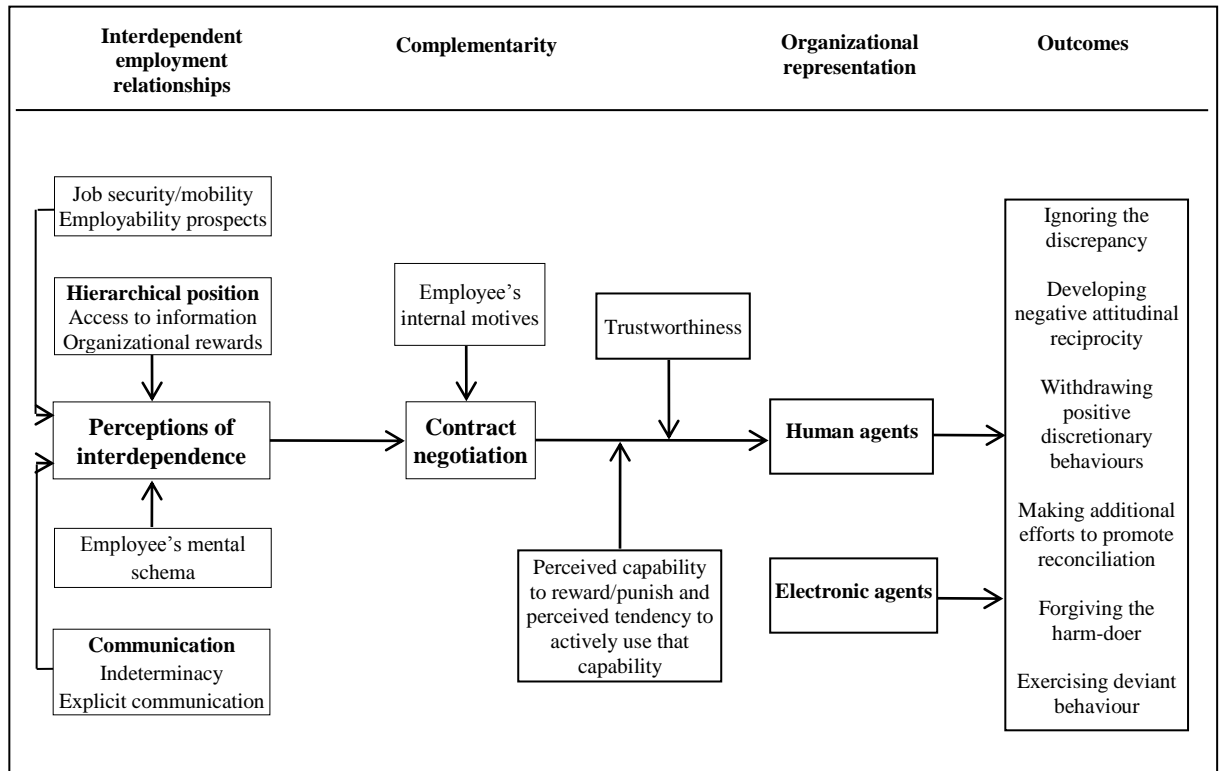 Interdependent
employment
relationships
Complementarity
Organizational
representation
Outcomes
Job security/mobility
Employability prospects
Hierarchical position
Access to information
Organizational rewards
Perceptions of
interdependence
Employee’s mental
schema
Communication
Indeterminacy
Explicit communication
Employee’s
internal motives
Contract
negotiation
Trustworthiness
Perceived capability
to reward/punish and
perceived tendency to
actively use that
capability
Human agents
Electronic agents
Ignoring the
discrepancy
Developing
negative attitudinal
reciprocity
Withdrawing
positive
discretionary
behaviours
Making additional
efforts to promote
reconciliation
Forgiving the
harm-doer
Exercising deviant
behaviour